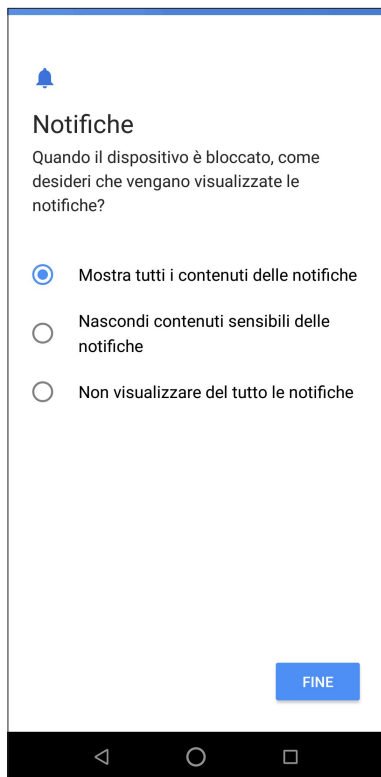 Notifiche
Quando il dispositivo è bloccato, come
desideri che vengano visualizzate le
notifiche?
Mostra tutti i contenuti delle notifiche
Nascondi contenuti sensibili delle
notifiche
Non visualizzare del tutto le notifiche
FINE